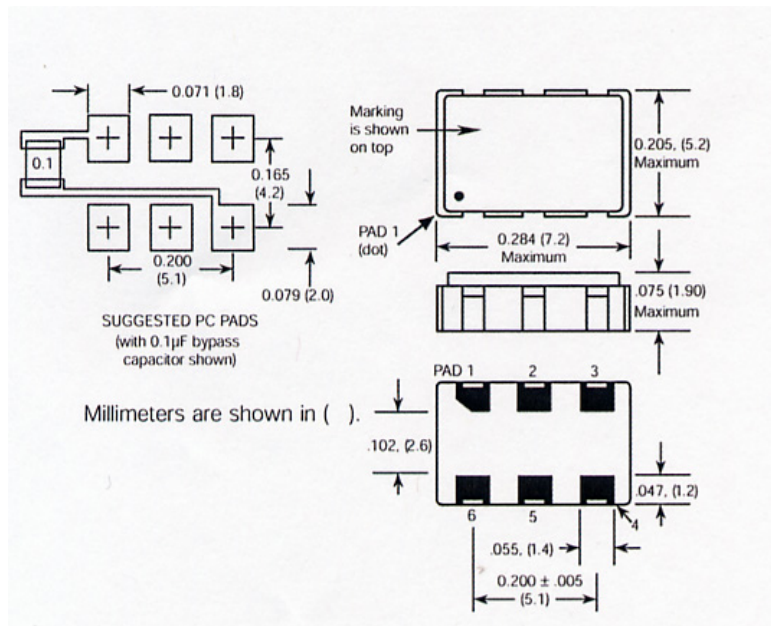 0.071 (1.8)
0.1
0.165
(4.2)
0.200
(5.1)
0.079 (2.0)
SUGGESTED PC PADS
(with 0.1µF bypass
capacitor shown)
Millimeters are shown in ( ).
Marking
is shown
on top
0.205, (5.2)
Maximum
PAD 1
(dot)
0.284 (7.2)
Maximum
.075 (1.90)
Maximum
PAD 1 2 3
.102, (2.6)
.047, (1.2)
6 5 4
.055, (1.4)
0.200 ± .005
(5.1)